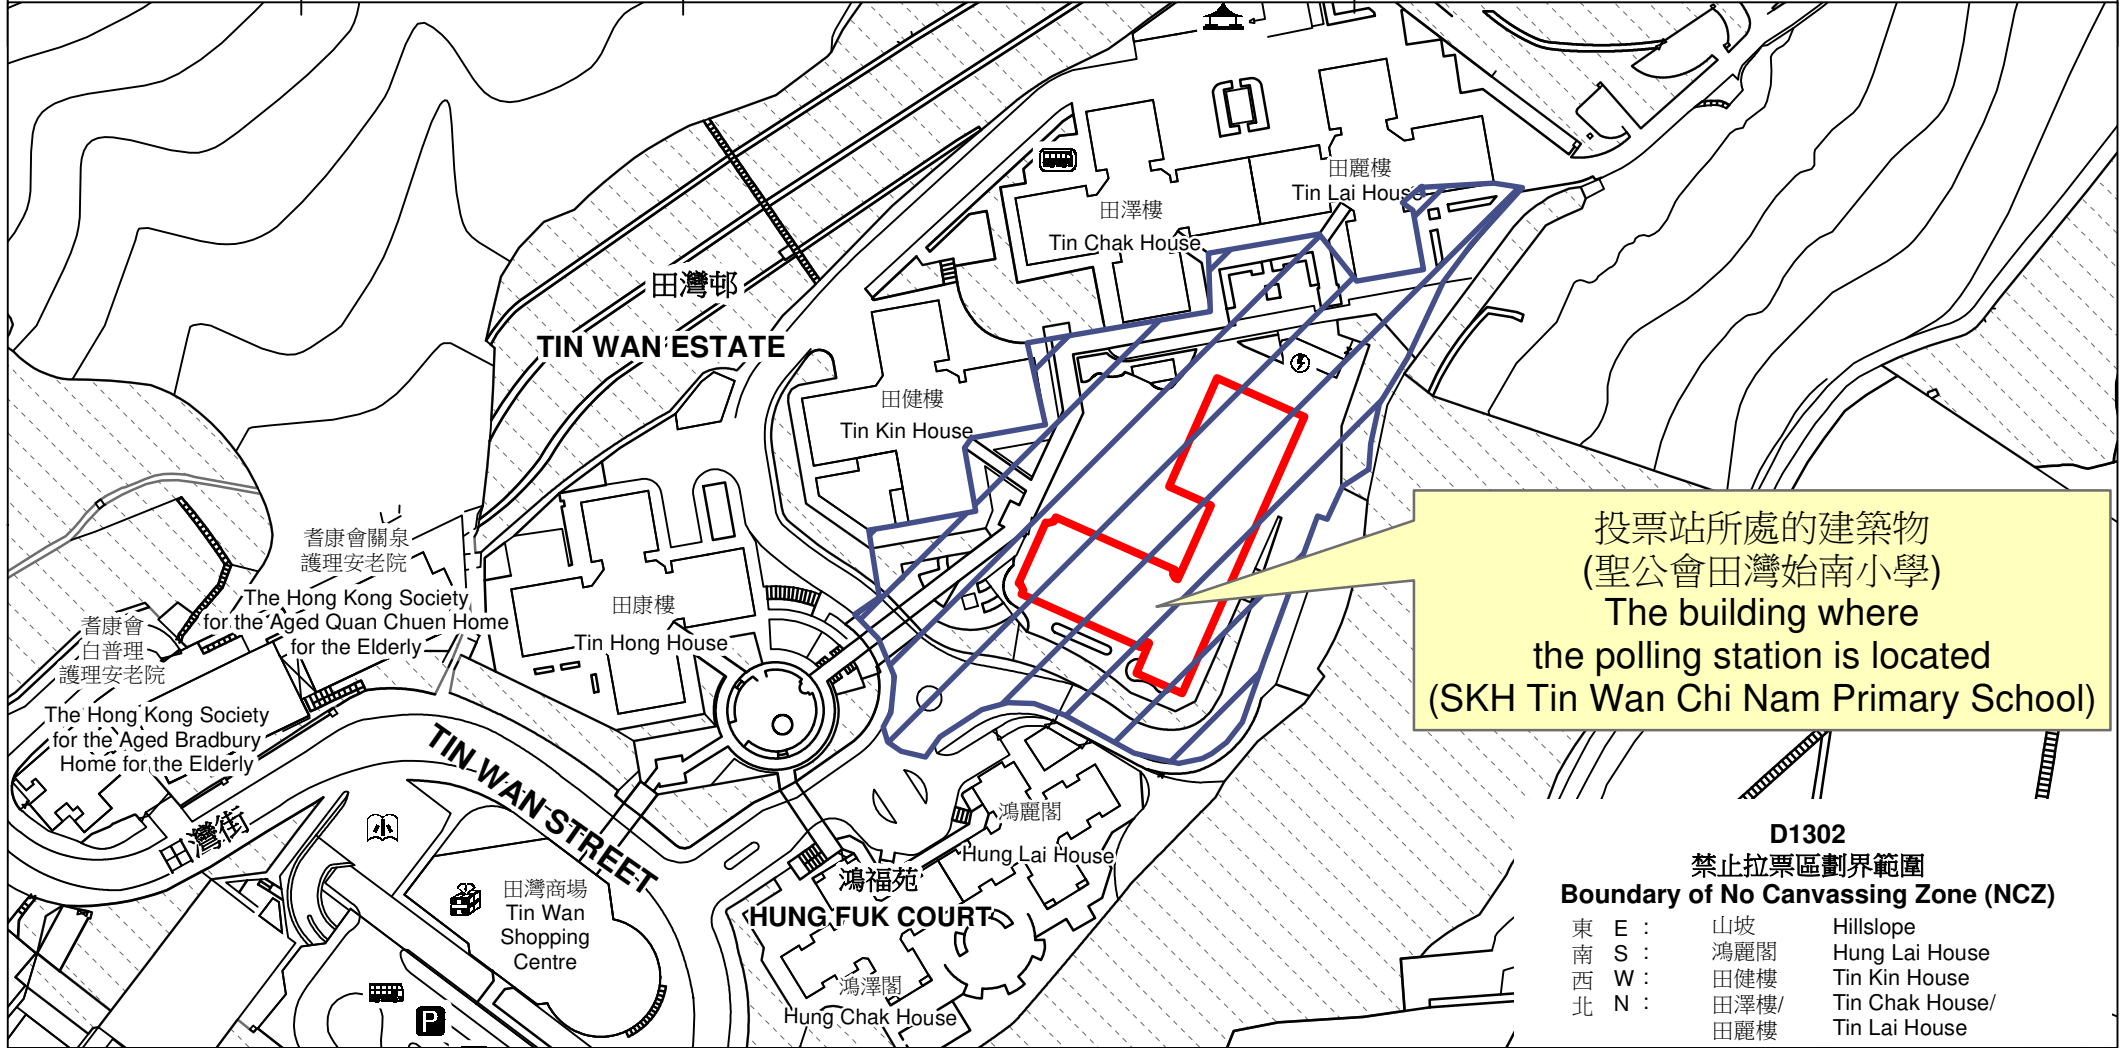 田麗樓
Tin Lai House
田澤樓
Tin Chak House
田灣邨
TIN WAN ESTATE
田健樓
Tin Kin House
耆康會關泉
護理安老院
The Hong Kong Society
for the Aged Quan Chuen Home
for the Elderly
耆康會
白普理
護理安老院
The Hong Kong Society
for the Aged Bradbury
Home for the Elderly
田康樓
Tin Hong House
投票站所處的建築物
(聖公會田灣始南小學)
The building where
the polling station is located
(SKH Tin Wan Chi Nam Primary School)
TIN WAN STREET
田灣街
小
田灣商場
Tin Wan
Shopping
Centre
P
鴻麗閣
Hung Lai House
鴻福苑
HUNG FUK COURT
鴻澤閣
Hung Chak House
D1302
禁止拉票區劃界範圍
Boundary of No Canvassing Zone (NCZ)
東 E : 山坡 Hillslope
南 S : 鴻麗閣 Hung Lai House
西 W : 田健樓 Tin Kin House
北 N : 田澤樓/ Tin Chak House/
田麗樓 Tin Lai House